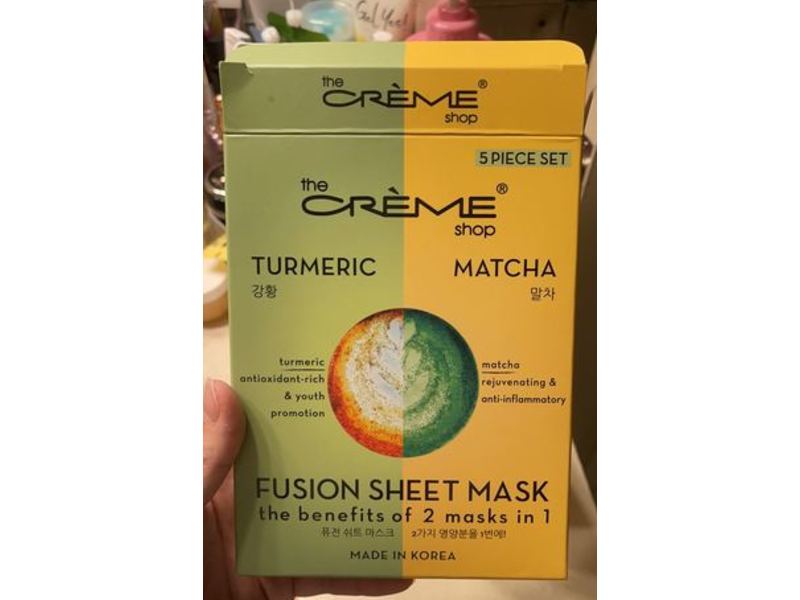 Gel Yeel
the
CRÈME®
shop
5 PIECE SET
the
CRÈME®
shop
TURMERIC
강황
MATCHA
말차
turmeric
antioxidant-rich
& youth
promotion
matcha
rejuvenating &
anti-inflammatory
FUSION SHEET MASK
the benefits of 2 masks in 1
퓨전 쉬트 마스크 2가지 영양분을 1번에!
MADE IN KOREA